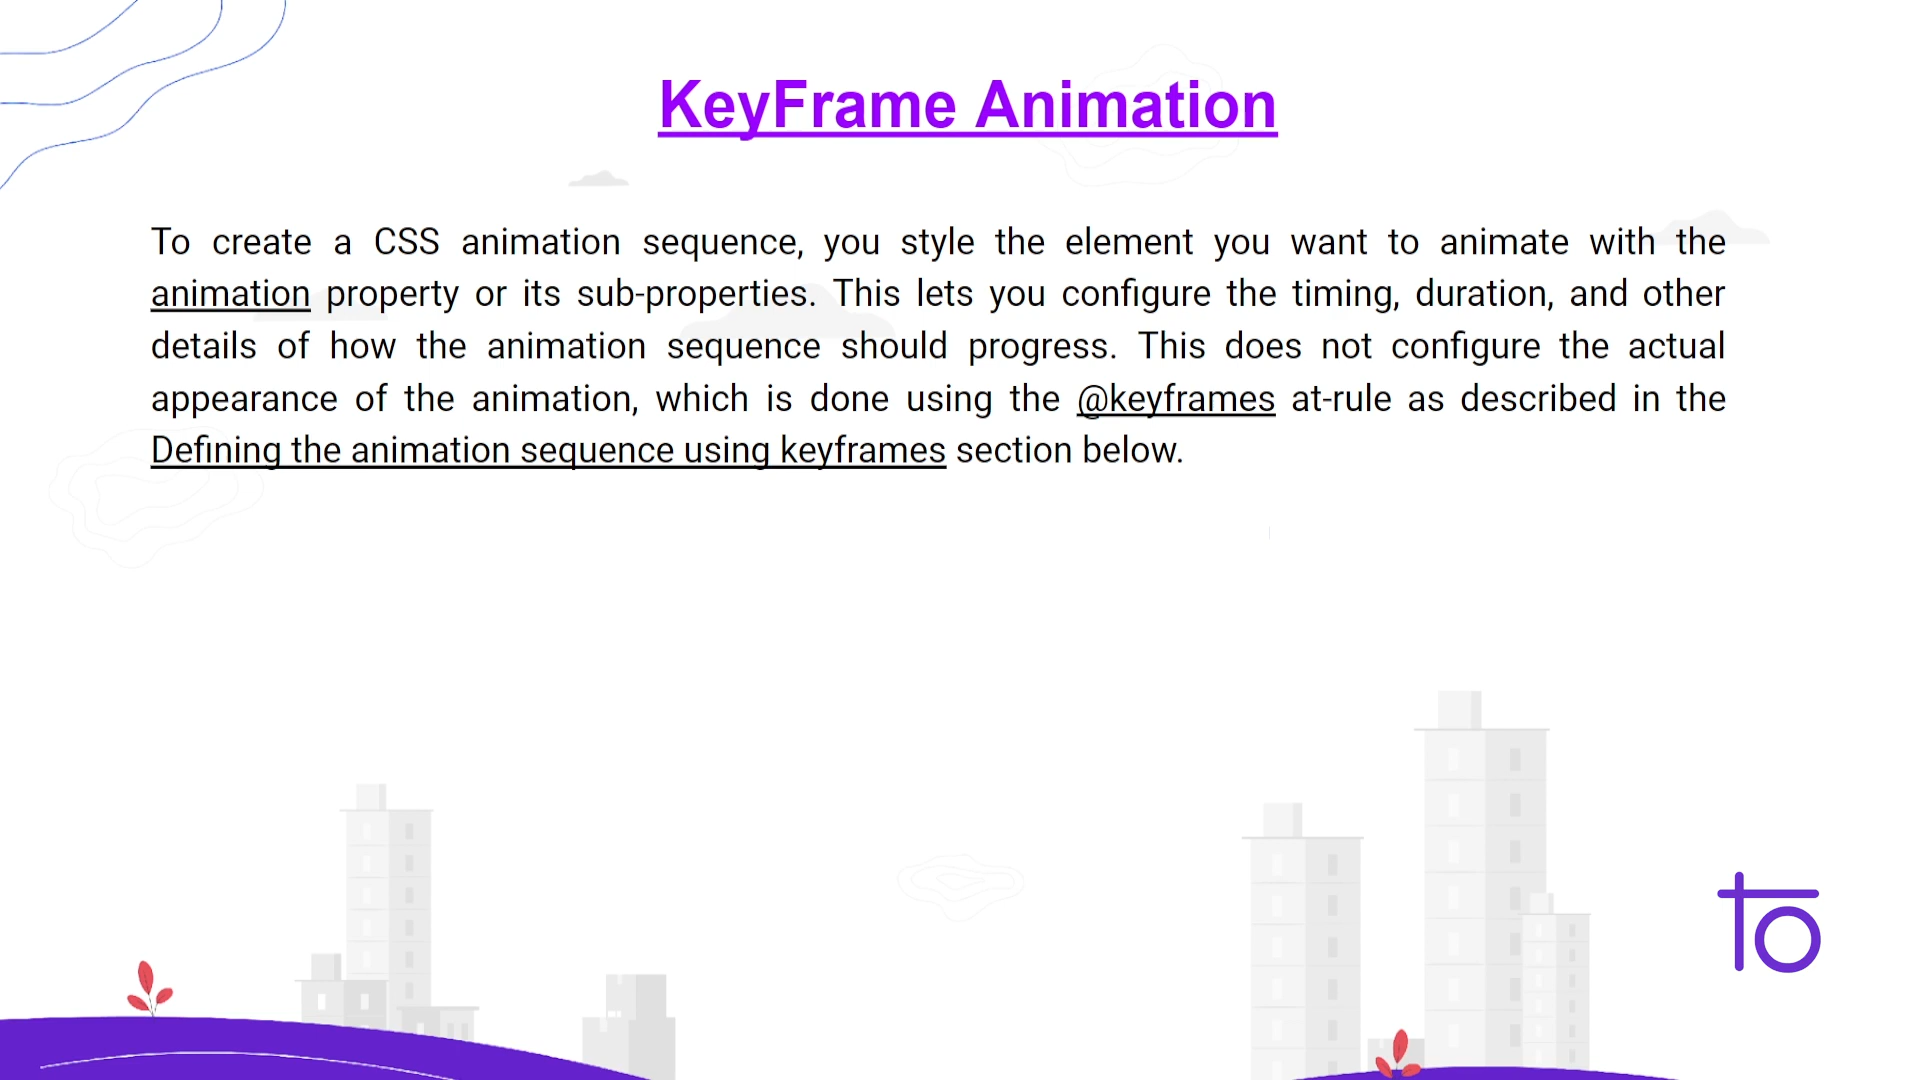 KeyFrame Animation
To create a CSS animation sequence, you style the element you want to animate with the
animation property or its sub-properties. This lets you configure the timing, duration, and other
details of how the animation sequence should progress. This does not configure the actual
appearance of the animation, which is done using the @keyframes at-rule as described in the
Defining the animation sequence using keyframes section below.
to